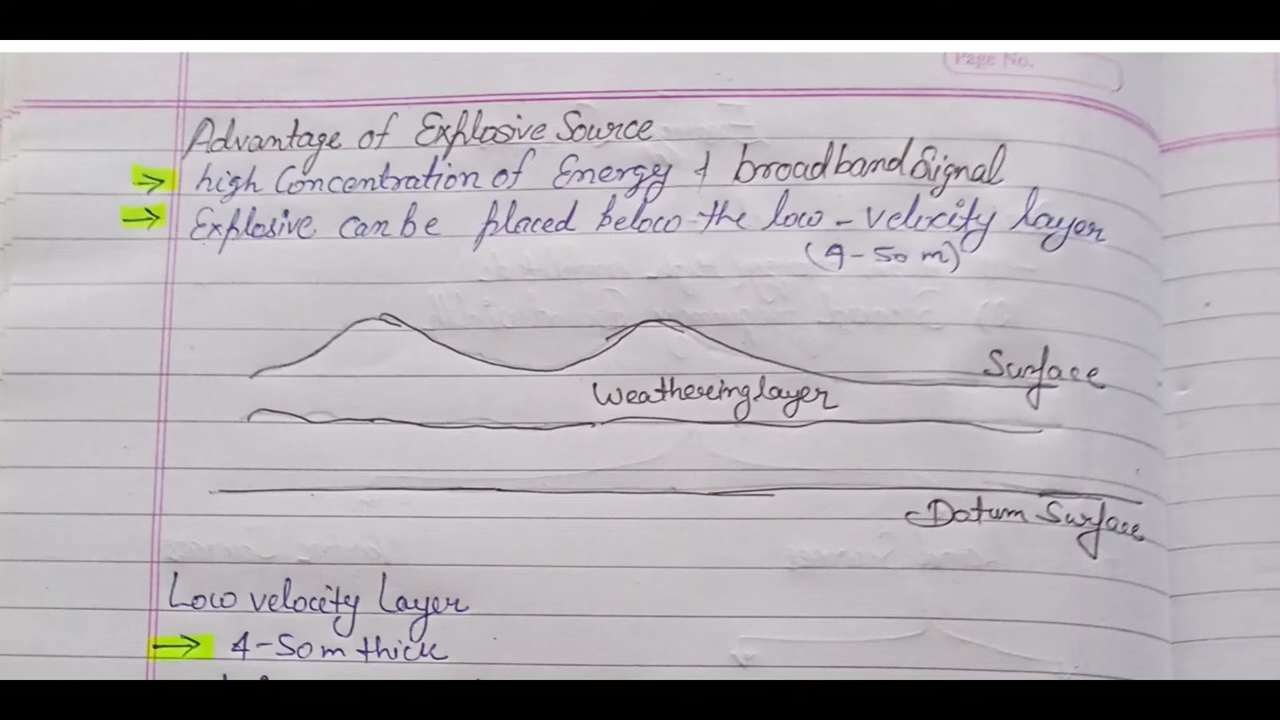 Page No.
Advantage of Explosive Source
→ high Concentration of Energy + broadband Signal
→ Explosive can be placed below the low-velocity layer
(4-50 m)
Surface
Weathering layer
Datum Surface
Low velocity Layer
→ 4-50m thick